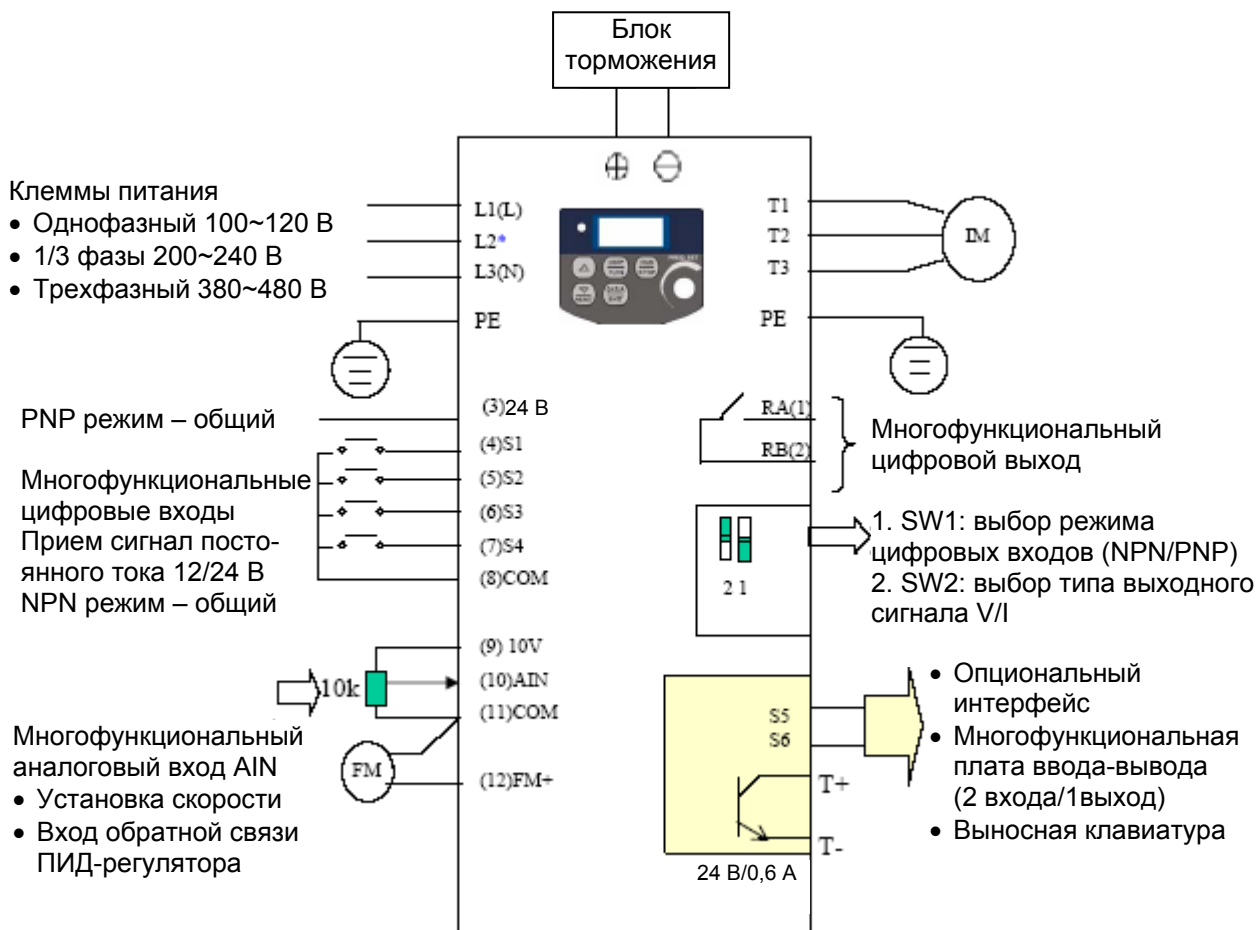 Блок
торможения
Клеммы питания
• Однофазный 100~120 В
• 1/3 фазы 200~240 В
• Трехфазный 380~480 В
L1(L)
L2*
L3(N)
PE
T1
T2
T3
IM
PE
PNP режим – общий
(3)24 В
(4)S1
(5)S2
(6)S3
(7)S4
(8)COM
Многофункциональные
цифровые входы
Прием сигнал посто-
янного тока 12/24 В
NPN режим – общий
RA(1)
RB(2)
Многофункциональный
цифровой выход
2 1
1. SW1: выбор режима
цифровых входов (NPN/PNP)
2. SW2: выбор типа выходного
сигнала V/I
(9) 10V
10k
(10)AIN
(11)COM
FM
(12)FM+
Многофункциональный
аналоговый вход AIN
• Установка скорости
• Вход обратной связи
ПИД-регулятора
S5
S6
T+
T-
24 В/0,6 А
• Опциональный
интерфейс
• Многофункциональная
плата ввода-вывода
(2 входа/1выход)
• Выносная клавиатура